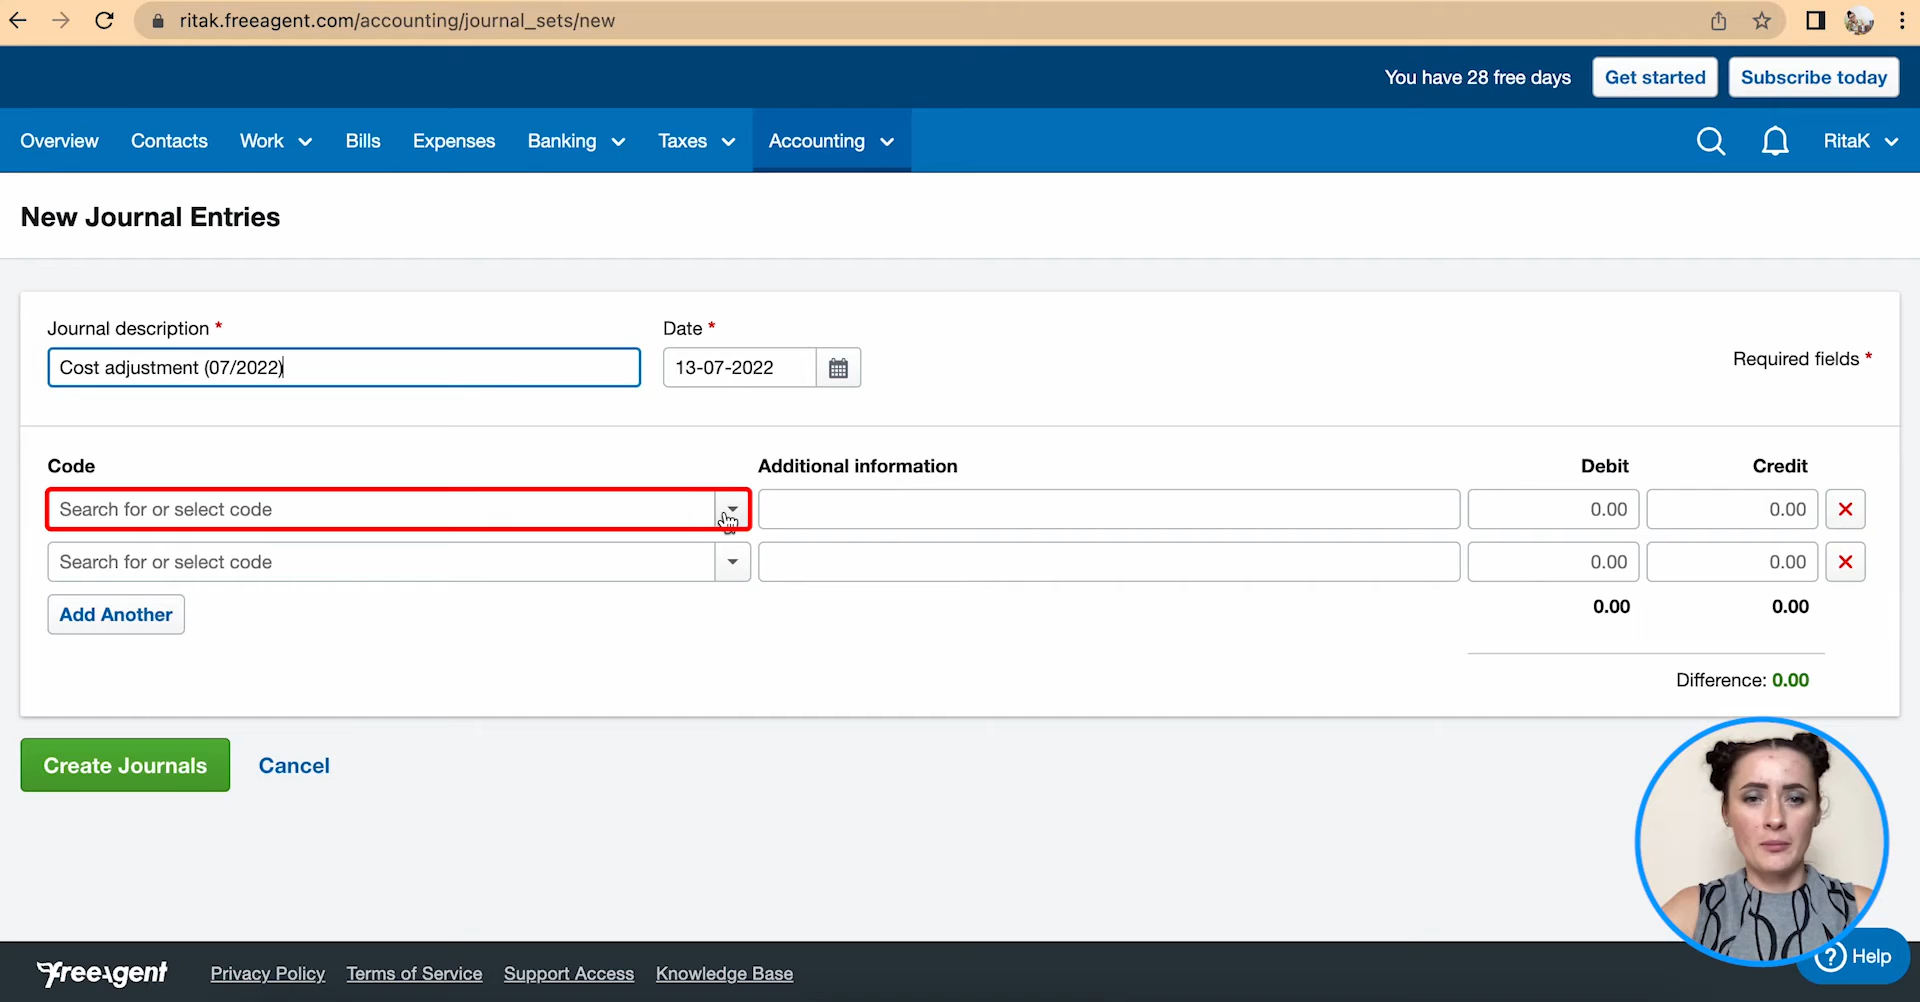 ritak.freeagent.com/accounting/journal_sets/new
You have 28 free days Get started Subscribe today
Overview Contacts Work Bills Expenses Banking Taxes Accounting RitaK
New Journal Entries
Journal description * Date *
Cost adjustment (07/2022) 13-07-2022
Required fields *
Code Additional information Debit Credit
Search for or select code 0.00 0.00
Search for or select code 0.00 0.00
Add Another 0.00 0.00
Difference: 0.00
Create Journals Cancel
freeagent Privacy Policy Terms of Service Support Access Knowledge Base ? Help